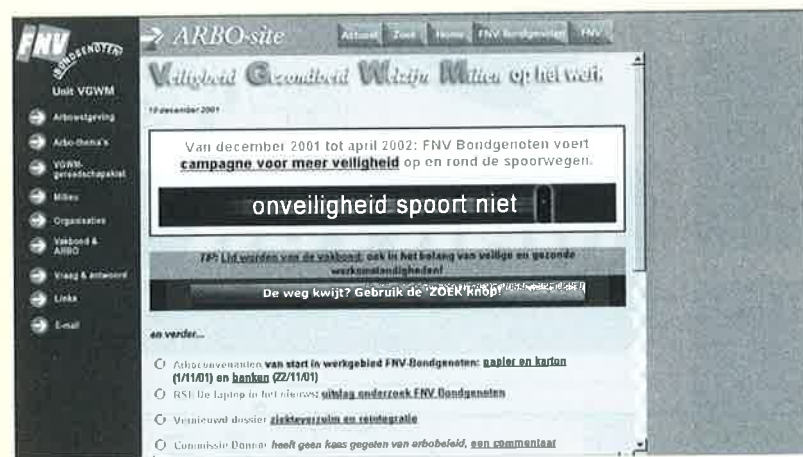 FNV
BONDGENOTEN
Unit VGWM
Arbowetgeving
Arbo-thema's
VGWM-
gereedschapskist
Milieu
Organisaties
Vakbond &
ARBO
Vraag & antwoord
Links
E-mail
ARBO-site
Actueel Zoek Home FNV Bondgenoten FNV
Veiligheid Gezondheid Welzijn Milieu op het werk
10 december 2001
Van december 2001 tot april 2002: FNV Bondgenoten voert
campagne voor meer veiligheid op en rond de spoorwegen.
onveiligheid spoort niet
TIP: Lid worden van de vakbond: ook in het belang van veilige en gezonde
werkomstandigheden!
De weg kwijt? Gebruik de 'ZOEK knop!
en verder...
Arboconvenanten van start in werkgebied FNV-Bondgenoten: papier en karton
(1/11/01) en banken (22/11/01)
RSI: De laptop in het nieuws: uitslag onderzoek FNV Bondgenoten
Vernieuwd dossier ziekteverzuim en reïntegratie
Commissie Donner heeft geen kaas gegeten van arbobeleid, een commentaar